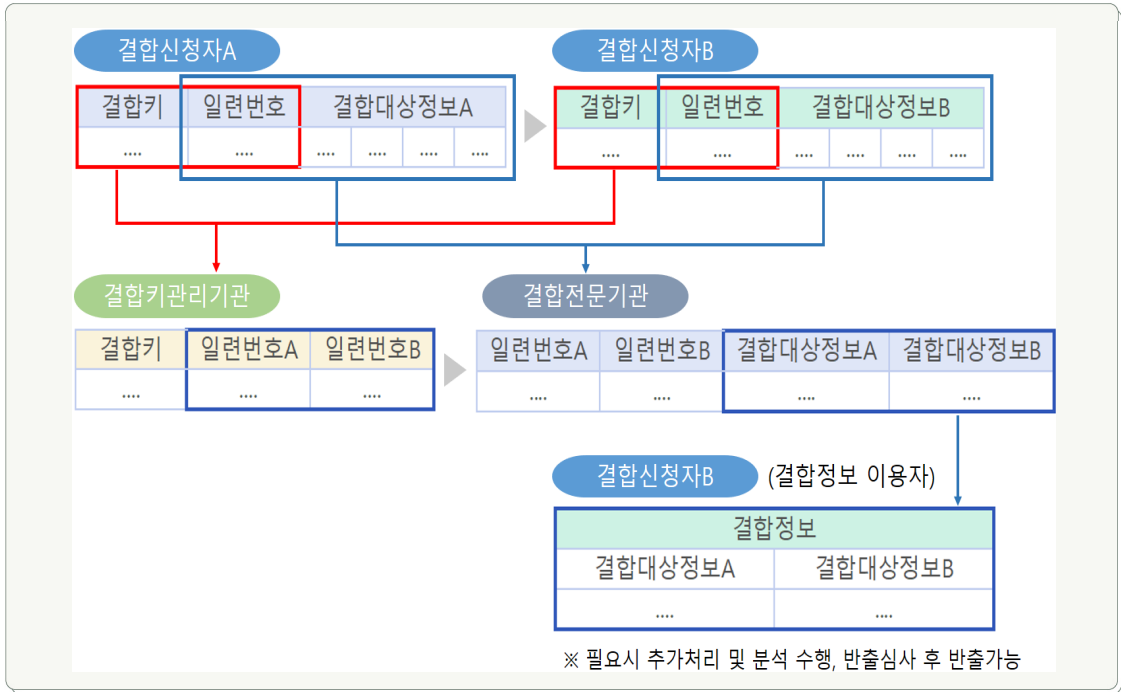 결합신청자A 결합신청자B
결합키 일련번호 결합대상정보A 결합키 일련번호 결합대상정보B
.... .... .... .... .... .... .... .... .... .... .... ....
결합키관리기관 결합전문기관
결합키 일련번호A 일련번호B 일련번호A 일련번호B 결합대상정보A 결합대상정보B
.... .... .... .... .... .... ....
결합신청자B (결합정보 이용자)
결합정보
결합대상정보A 결합대상정보B
.... ....
※ 필요시 추가처리 및 분석 수행, 반출심사 후 반출가능